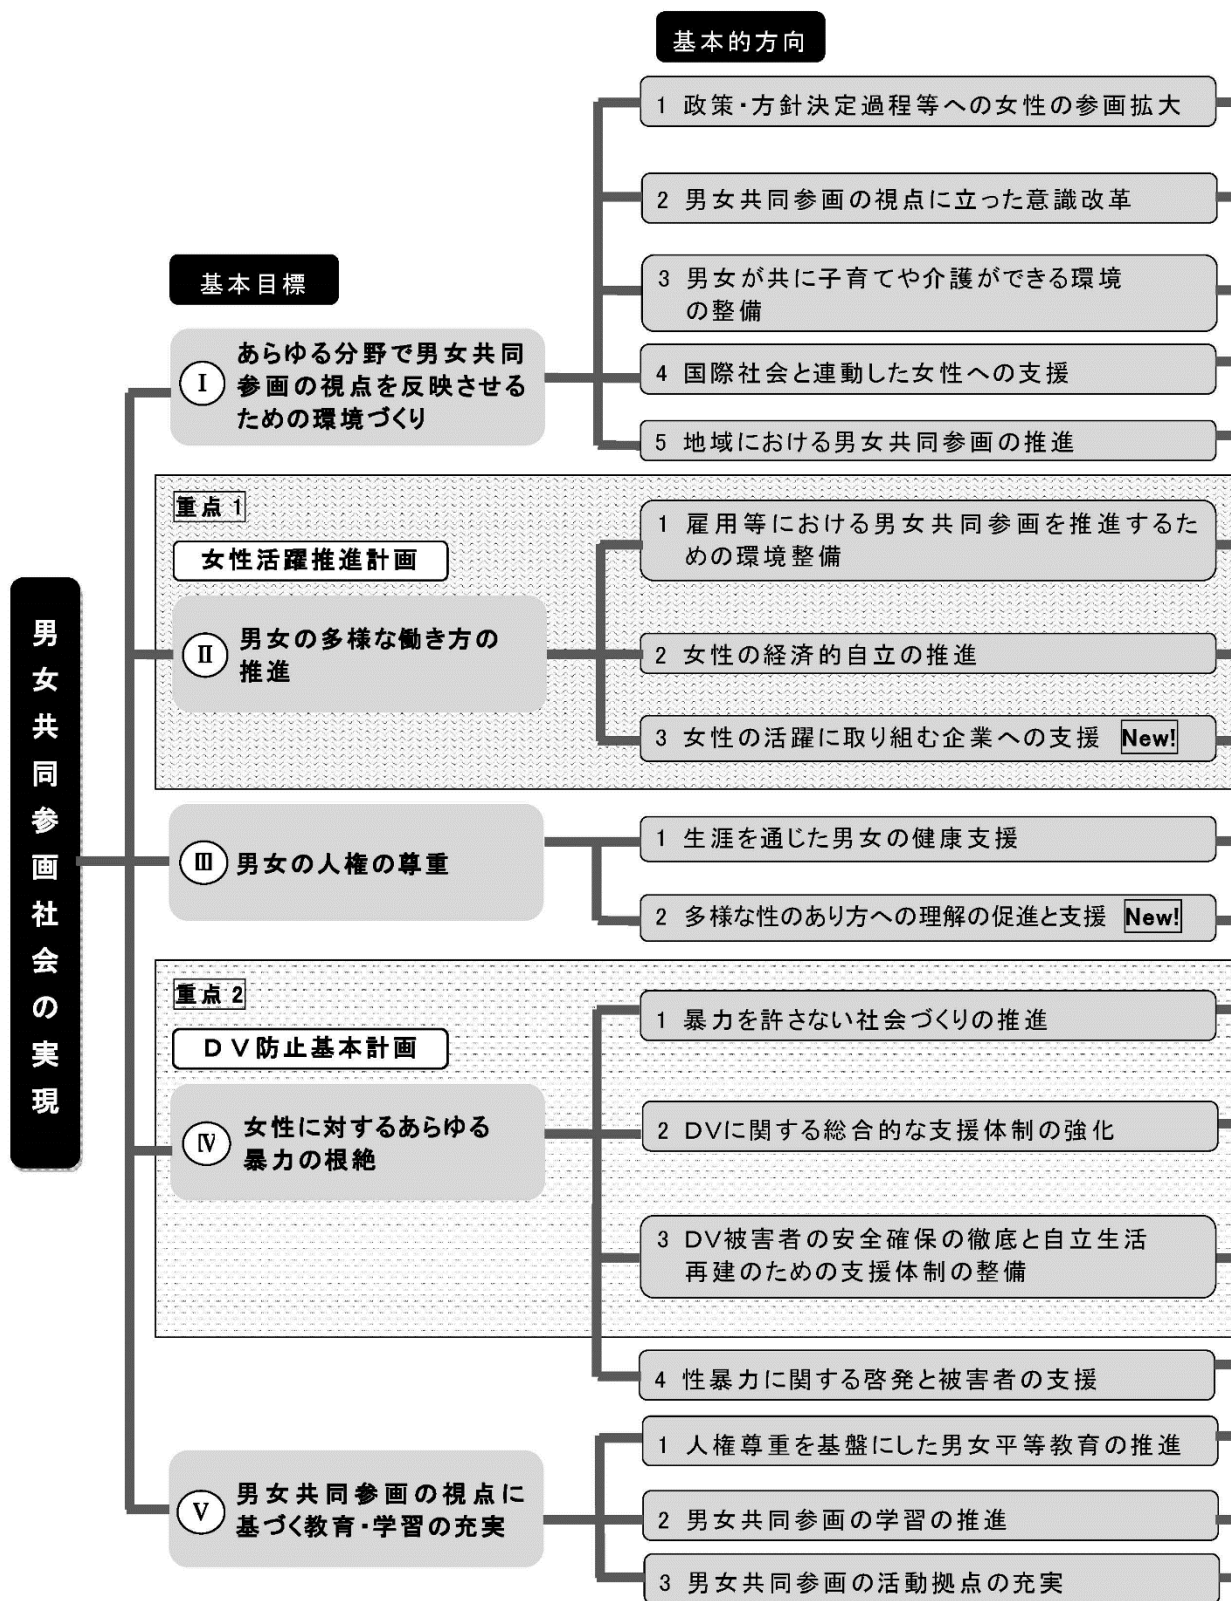 基本的方向
1 政策・方針決定過程等への女性の参画拡大
2 男女共同参画の視点に立った意識改革
3 男女が共に子育てや介護ができる環境
の整備
4 国際社会と連動した女性への支援
5 地域における男女共同参画の推進
基本目標
Ⅰ
あらゆる分野で男女共同
参画の視点を反映させる
ための環境づくり
重点1
女性活躍推進計画
Ⅱ
男女の多様な働き方の
推進
1 雇用等における男女共同参画を推進するた
めの環境整備
2 女性の経済的自立の推進
3 女性の活躍に取り組む企業への支援 New!
男女共同参画社会の実現
Ⅲ
男女の人権の尊重
1 生涯を通じた男女の健康支援
2 多様な性のあり方への理解の促進と支援 New!
重点2
DV防止基本計画
Ⅳ
女性に対するあらゆる
暴力の根絶
1 暴力を許さない社会づくりの推進
2 DVに関する総合的な支援体制の強化
3 DV被害者の安全確保の徹底と自立生活
再建のための支援体制の整備
4 性暴力に関する啓発と被害者の支援
Ⅴ
男女共同参画の視点に
基づく教育・学習の充実
1 人権尊重を基盤にした男女平等教育の推進
2 男女共同参画の学習の推進
3 男女共同参画の活動拠点の充実